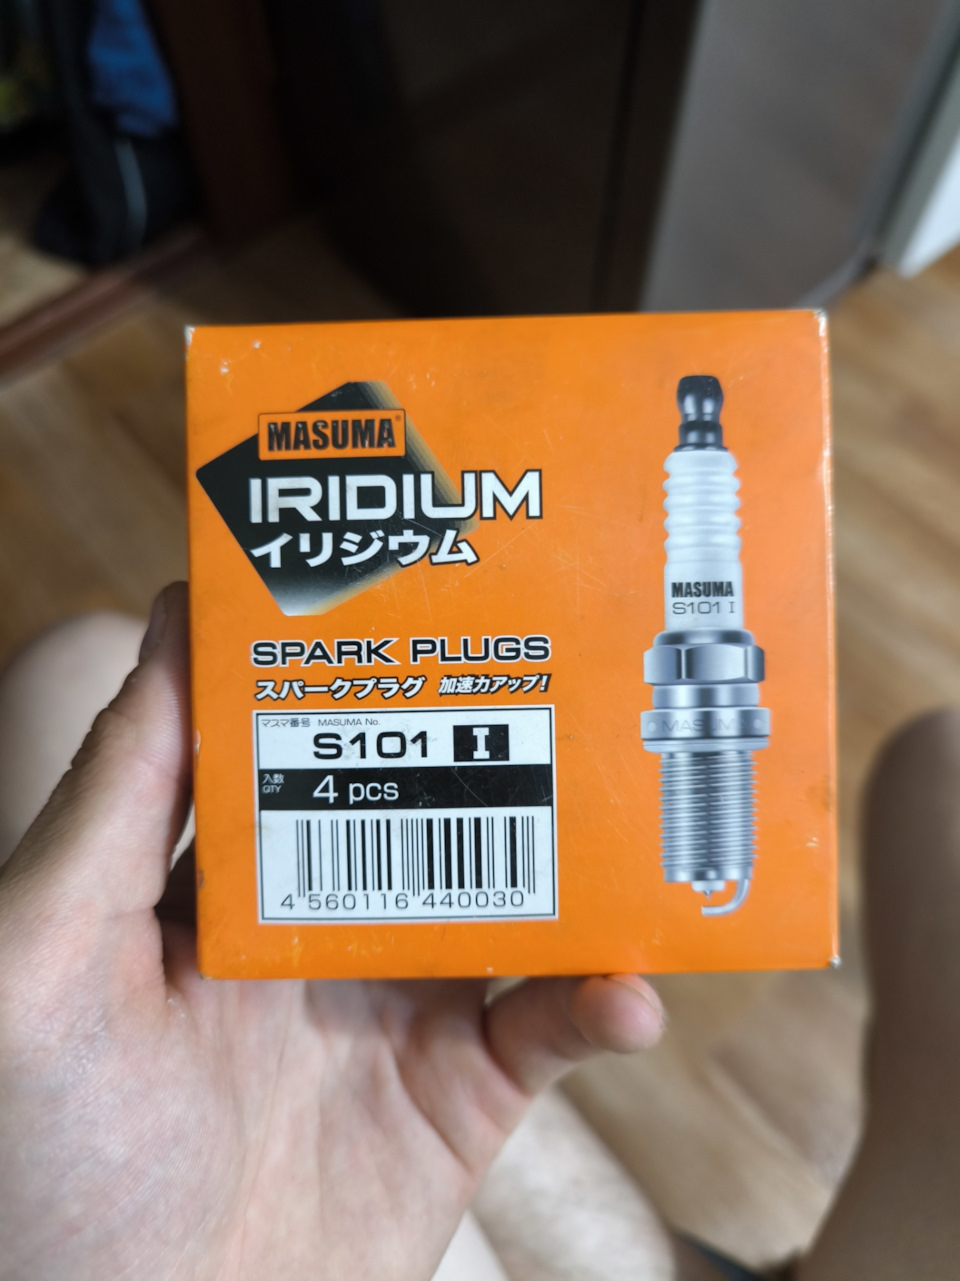 MASUMA
IRIDIUM
イリジウム
SPARK PLUGS
スパークプラグ 加速力アップ!
マスマ番号 MASUMA No.
S101 I
入数
QTY
4 pcs
4 560116 440030
MASUMA
S101 I
MASUMA